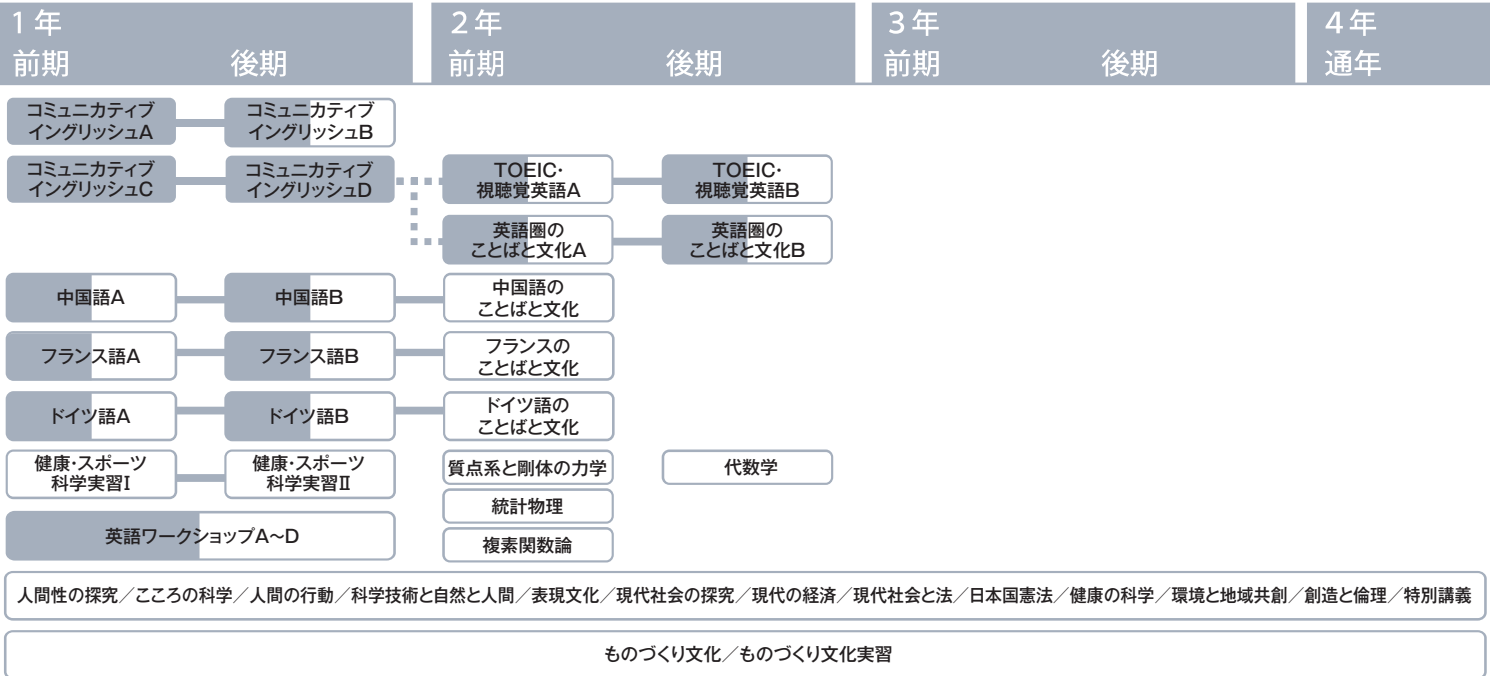 1年
前期
後期
2年
前期
後期
3年
前期
後期
4年
通年
コミュニカティブ
イングリッシュA
コミュニカティブ
イングリッシュB
コミュニカティブ
イングリッシュC
コミュニカティブ
イングリッシュD
TOEIC・
視聴覚英語A
TOEIC・
視聴覚英語B
英語圏の
ことばと文化A
英語圏の
ことばと文化B
中国語A
中国語B
中国語の
ことばと文化
フランス語A
フランス語B
フランスの
ことばと文化
ドイツ語A
ドイツ語B
ドイツ語の
ことばと文化
健康・スポーツ
科学実習Ⅰ
健康・スポーツ
科学実習Ⅱ
質点系と剛体の力学
代数学
統計物理
英語ワークショップA〜D
複素関数論
人間性の探究／こころの科学／人間の行動／科学技術と自然と人間／表現文化／現代社会の探究／現代の経済／現代社会と法／日本国憲法／健康の科学／環境と地域共創／創造と倫理／特別講義
ものづくり文化／ものづくり文化実習